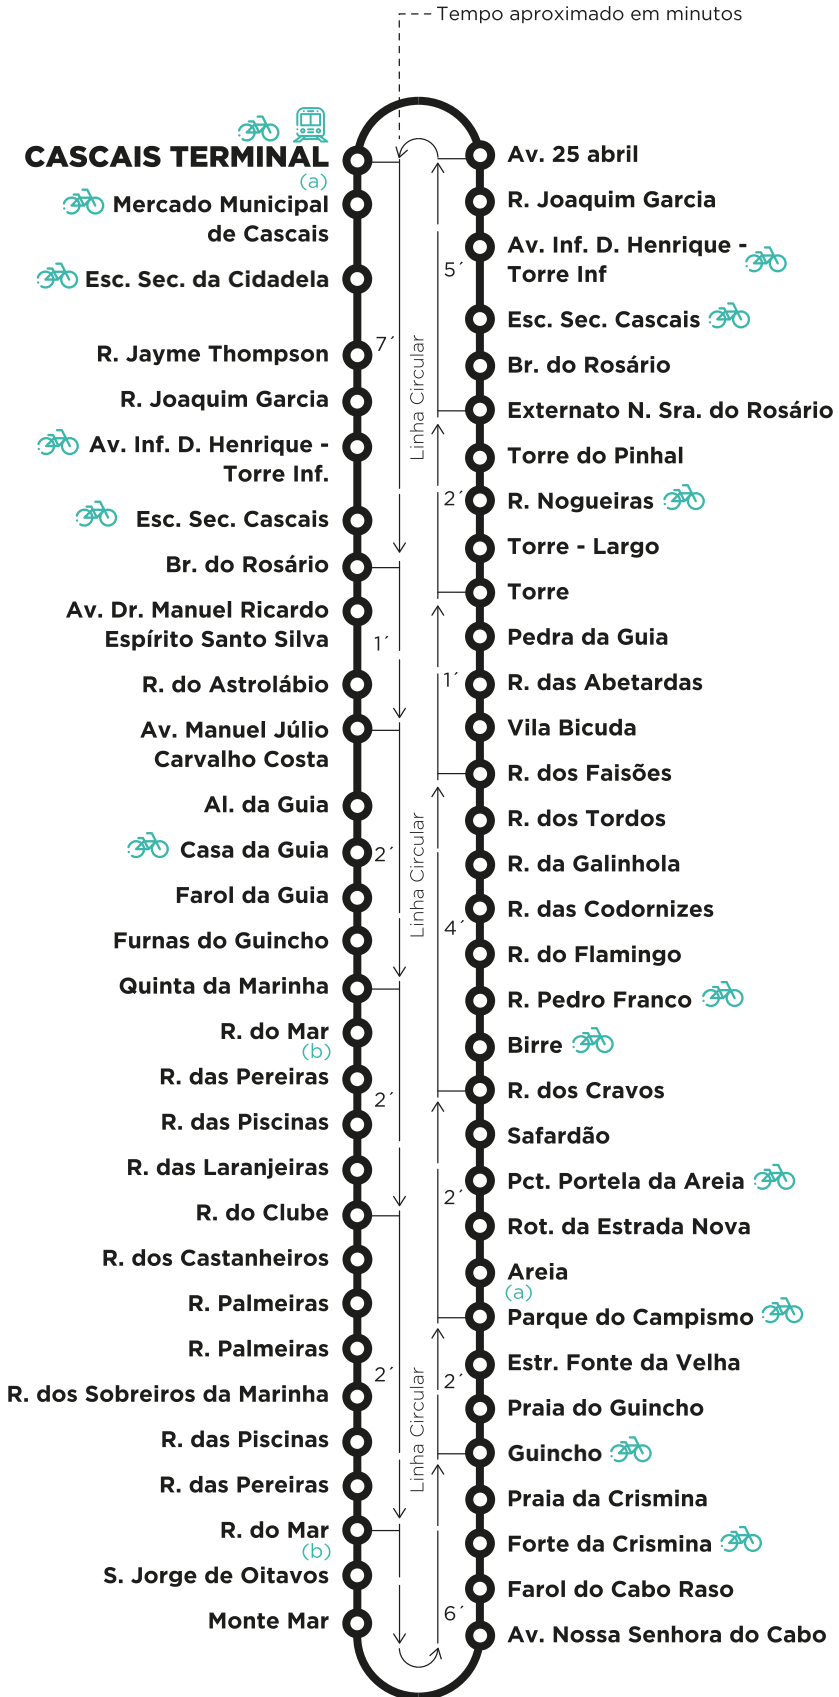 Tempo aproximado em minutos
CASCAIS TERMINAL
(a)
Mercado Municipal
de Cascais
Esc. Sec. da Cidadela
R. Jayme Thompson
R. Joaquim Garcia
Av. Inf. D. Henrique -
Torre Inf.
Esc. Sec. Cascais
Br. do Rosário
Av. Dr. Manuel Ricardo
Espírito Santo Silva
R. do Astrolábio
Av. Manuel Júlio
Carvalho Costa
Al. da Guia
Casa da Guia
Farol da Guia
Furnas do Guincho
Quinta da Marinha
R. do Mar
(b)
R. das Pereiras
R. das Piscinas
R. das Laranjeiras
R. do Clube
R. dos Castanheiros
R. Palmeiras
R. Palmeiras
R. dos Sobreiros da Marinha
R. das Piscinas
R. das Pereiras
R. do Mar
(b)
S. Jorge de Oitavos
Monte Mar
7´
1´
2´
2´
2´
Linha Circular
Linha Circular
Linha Circular
5´
2´
1´
4´
2´
2´
6´
Av. 25 abril
R. Joaquim Garcia
Av. Inf. D. Henrique -
Torre Inf
Esc. Sec. Cascais
Br. do Rosário
Externato N. Sra. do Rosário
Torre do Pinhal
R. Nogueiras
Torre - Largo
Torre
Pedra da Guia
R. das Abetardas
Vila Bicuda
R. dos Faisões
R. dos Tordos
R. da Galinhola
R. das Codornizes
R. do Flamingo
R. Pedro Franco
Birre
R. dos Cravos
Safardão
Pct. Portela da Areia
Rot. da Estrada Nova
Areia
(a)
Parque do Campismo
Estr. Fonte da Velha
Praia do Guincho
Guincho
Praia da Crismina
Forte da Crismina
Farol do Cabo Raso
Av. Nossa Senhora do Cabo